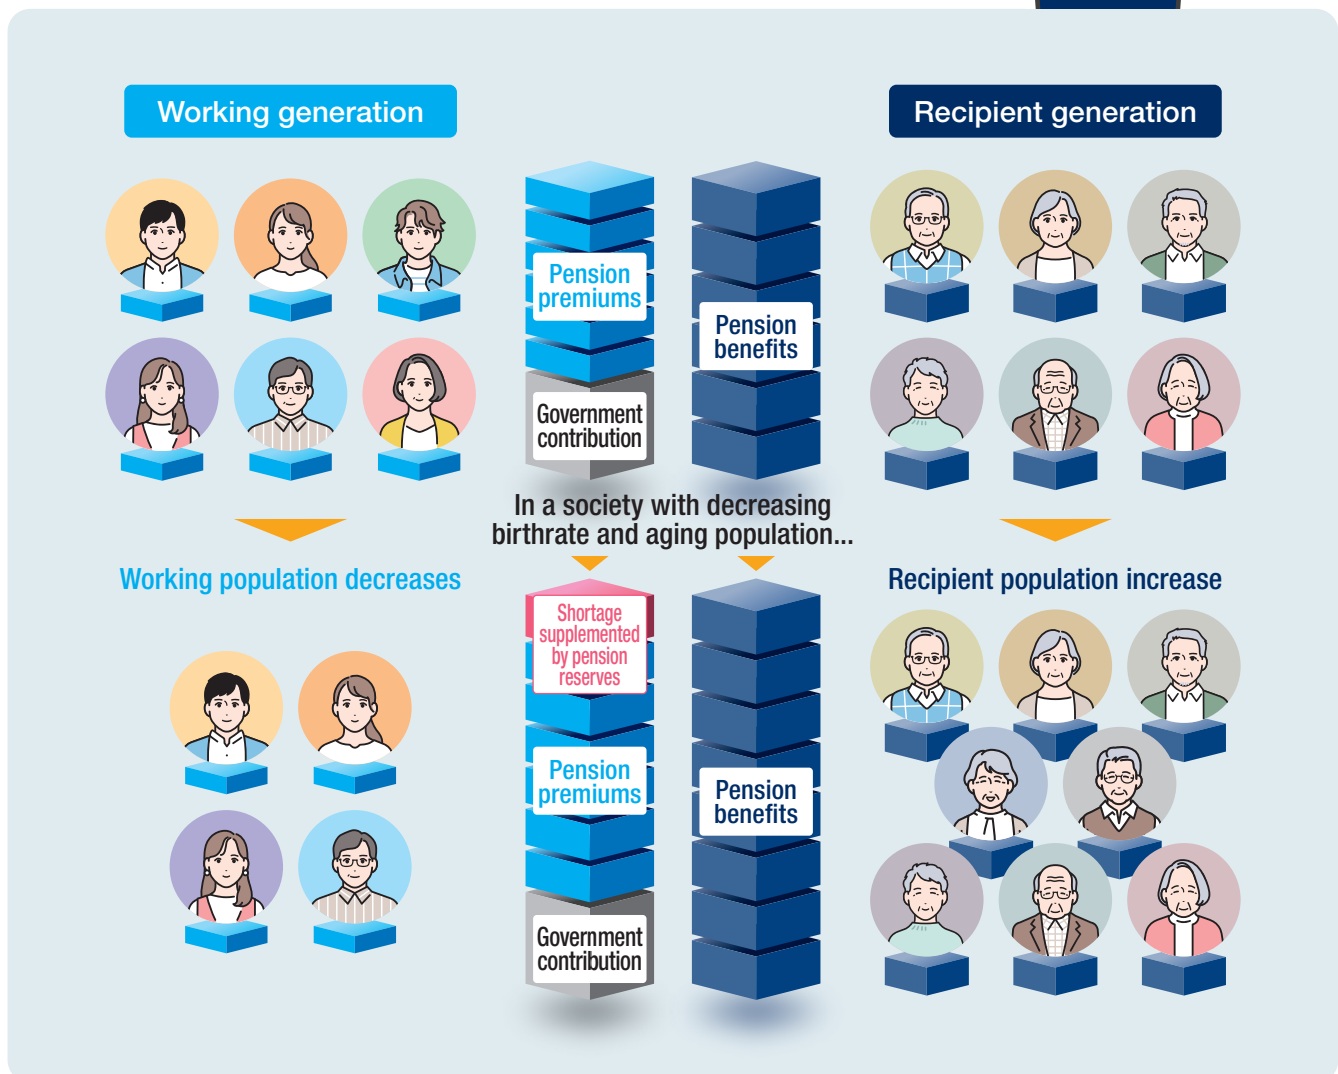 Working generation
Recipient generation
Pension
premiums
Pension
benefits
Government
contribution
In a society with decreasing
birthrate and aging population...
Working population decreases
Recipient population increase
Shortage
supplemented
by pension
reserves
Pension
premiums
Pension
benefits
Government
contribution